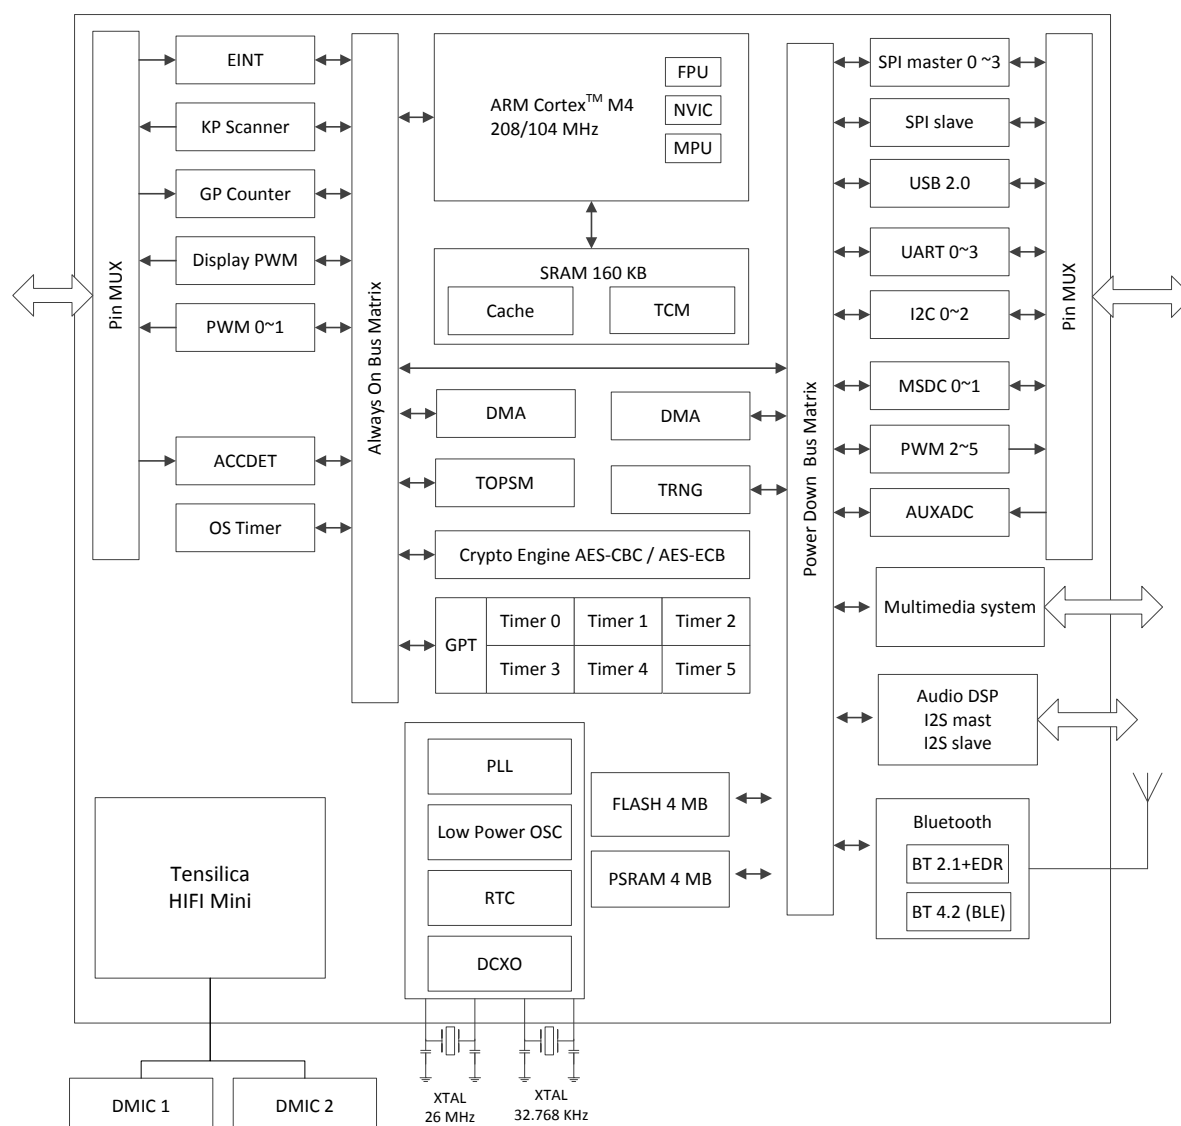 Pin MUX
EINT
KP Scanner
GP Counter
Display PWM
PWM 0~1
ACCDET
OS Timer
Always On Bus Matrix
ARM Cortex™ M4
208/104 MHz
FPU
NVIC
MPU
SRAM 160 KB
Cache
TCM
DMA
DMA
TOPSM
TRNG
Crypto Engine AES-CBC / AES-ECB
GPT
Timer 0
Timer 1
Timer 2
Timer 3
Timer 4
Timer 5
PLL
Low Power OSC
RTC
DCXO
FLASH 4 MB
PSRAM 4 MB
Power Down Bus Matrix
SPI master 0 ~3
SPI slave
USB 2.0
UART 0~3
I2C 0~2
MSDC 0~1
PWM 2~5
AUXADC
Pin MUX
Multimedia system
Audio DSP
I2S mast
I2S slave
Bluetooth
BT 2.1+EDR
BT 4.2 (BLE)
Tensilica
HIFI Mini
DMIC 1
DMIC 2
XTAL
26 MHz
XTAL
32.768 KHz